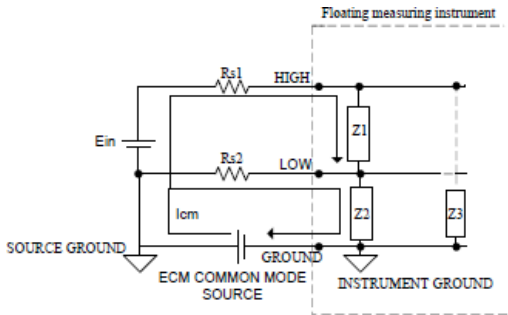 Floating measuring instrument
Rs1
HIGH
Z1
Ein
Rs2
LOW
Icm
Z2
Z3
SOURCE GROUND
GROUND
ECM COMMON MODE
SOURCE
INSTRUMENT GROUND